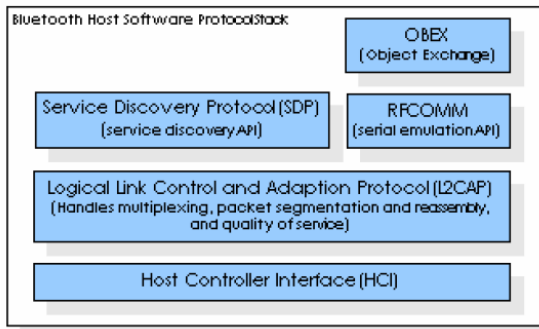 Bluetooth Host Software ProtocolStack
OBEX
(Object Exchange)
Service Discovery Protocol (SDP)
(service discovery API)
RFCOMM
(serial emulation API)
Logical Link Control and Adaption Protocol (L2CAP)
(Handles multiplexing, packet segmentation and reassembly,
and quality of service)
Host Controller Interface (HCI)